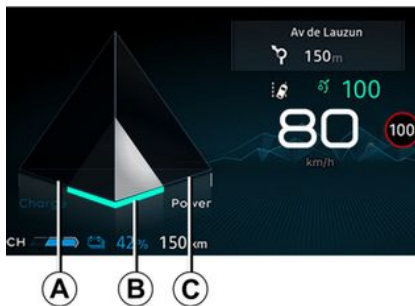 Av de Lauzun
150m
100
80
100
km/h
Charge
Power
CH
42%
150 km
A
B
C